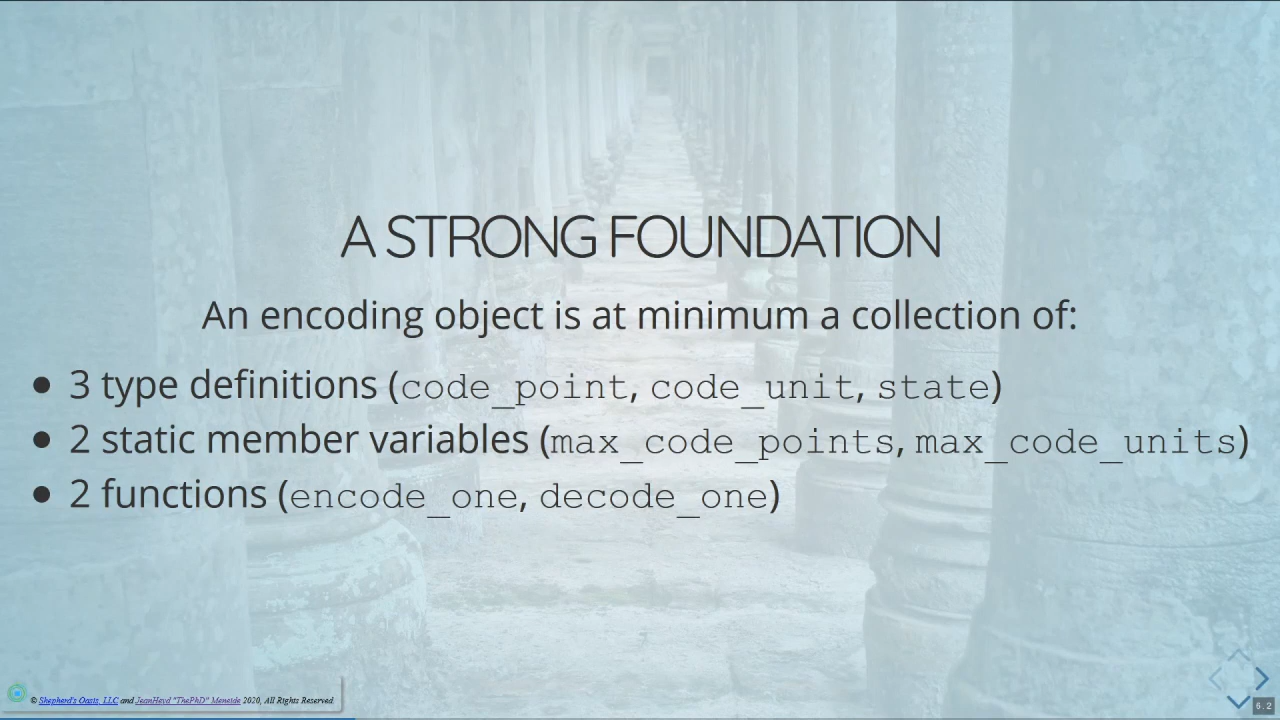 A STRONG FOUNDATION
An encoding object is at minimum a collection of:
● 3 type definitions (code_point, code_unit, state)
● 2 static member variables (max_code_points, max_code_units)
● 2 functions (encode_one, decode_one)
© Shepherd's Oasis, LLC and JeanHeyd "ThePhD" Meneide 2020, All Rights Reserved
6.2